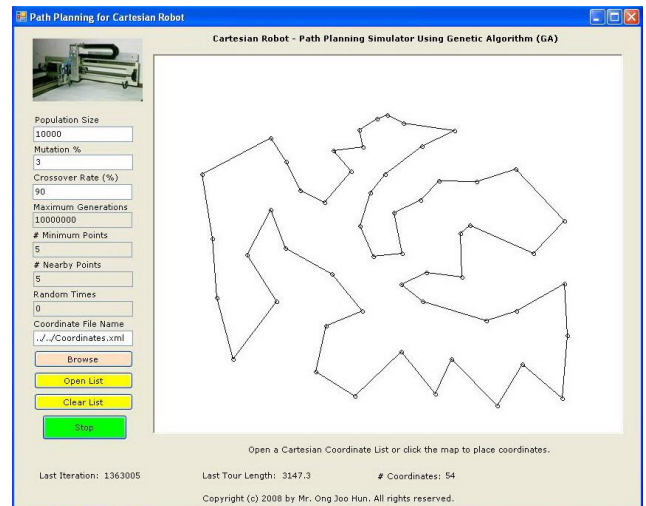 Path Planning for Cartesian Robot
Cartesian Robot - Path Planning Simulator Using Genetic Algorithm (GA)
Population Size
10000
Mutation %
3
Crossover Rate (%)
90
Maximum Generations
10000000
# Minimum Points
5
# Nearby Points
5
Random Times
0
Coordinate File Name
../../Coordinates.xml
Browse
Open List
Clear List
Stop
Open a Cartesian Coordinate List or click the map to place coordinates.
Last Iteration: 1363005 Last Tour Length: 3147.3 # Coordinates: 54
Copyright (c) 2008 by Mr. Ong Joo Hun. All rights reserved.